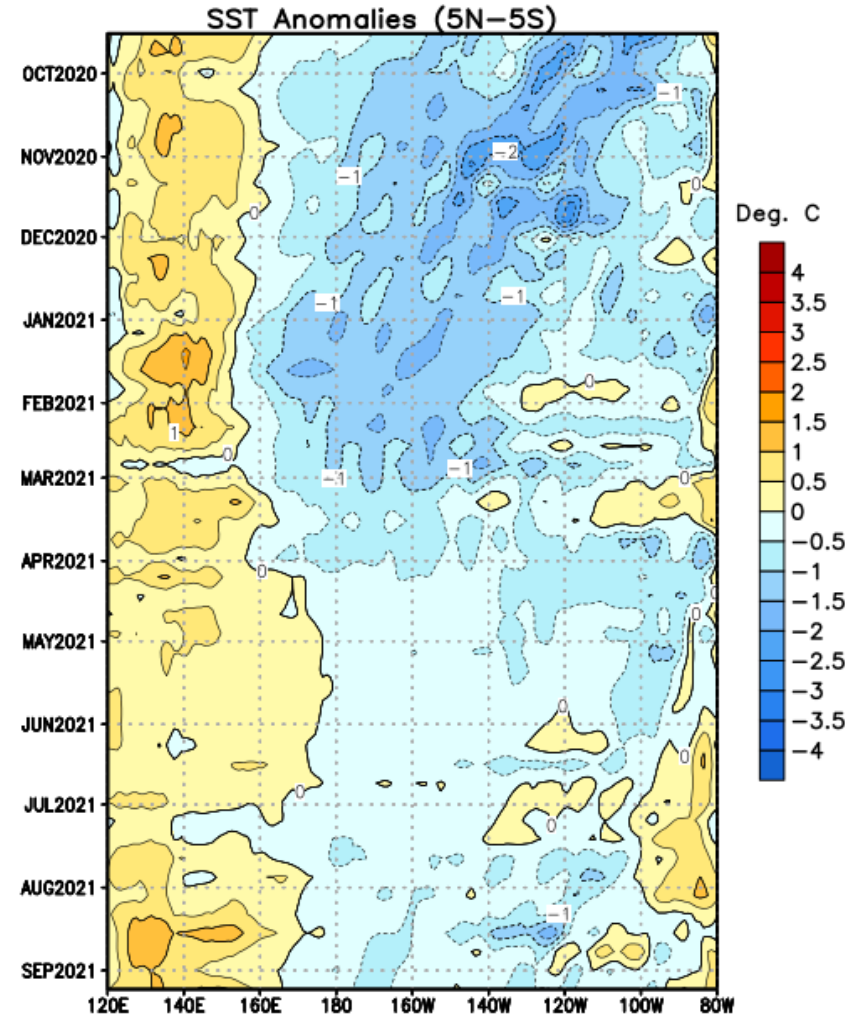 SST Anomalies (5N−5S)
OCT2020
−1
NOV2020
−2
−1
0
0
Deg. C
DEC2020
4
−1
−1
3.5
JAN2021
3
2.5
0
2
FEB2021
1.5
1
1
0
0.5
−1
−1
0
MAR2021
0
−0.5
APR2021
0
−1
0
−1.5
MAY2021
−2
−2.5
−3
0
−3.5
JUN2021
−4
0
0
JUL2021
0
AUG2021
−1
SEP2021
120E 140E 160E 180 160W 140W 120W 100W 80W